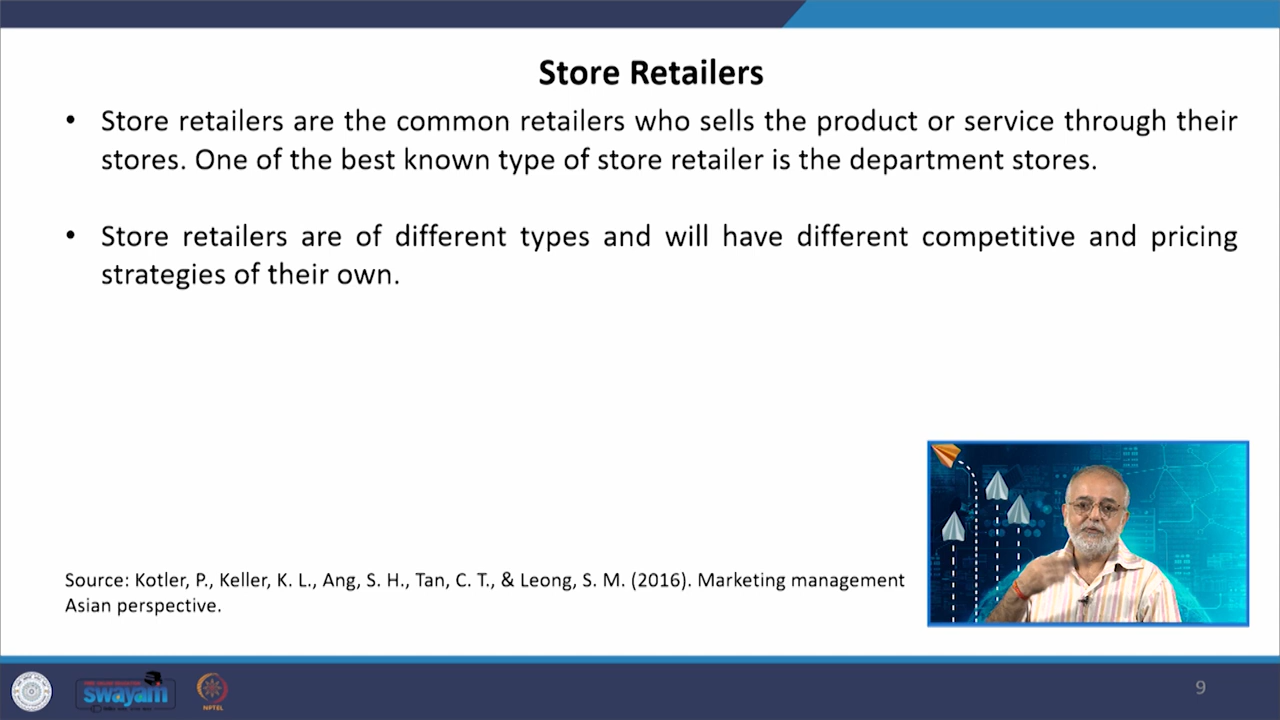 Store Retailers
• Store retailers are the common retailers who sells the product or service through their
stores. One of the best known type of store retailer is the department stores.
• Store retailers are of different types and will have different competitive and pricing
strategies of their own.
Source: Kotler, P., Keller, K. L., Ang, S. H., Tan, C. T., & Leong, S. M. (2016). Marketing management
Asian perspective.
swayam
NPTEL
9